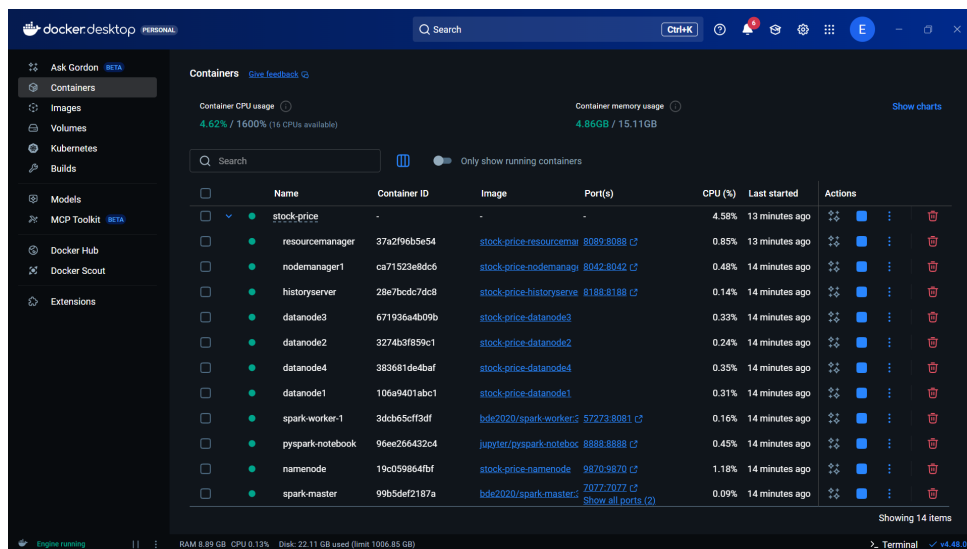 docker.desktop PERSONAL
Search Ctrl+K
6
E
Ask Gordon BETA
Containers
Images
Volumes
Kubernetes
Builds
Models
MCP Toolkit BETA
Docker Hub
Docker Scout
Extensions
Containers Give feedback
Container CPU usage
4.62% / 1600% (16 CPUs available)
Container memory usage
4.86GB / 15.11GB
Show charts
Search
Only show running containers
Name Container ID Image Port(s) CPU (%) Last started Actions
stock-price - - - 4.58% 13 minutes ago
resourcemanager 37a2f96b5e54 stock-price-resourcemar 8089:8088 0.85% 13 minutes ago
nodemanager1 ca71523e8dc6 stock-price-nodemanag 8042:8042 0.48% 14 minutes ago
historyserver 28e7bcdc7dc8 stock-price-historyserve 8188:8188 0.14% 14 minutes ago
datanode3 671936a4b09b stock-price-datanode3 0.33% 14 minutes ago
datanode2 3274b3f859c1 stock-price-datanode2 0.24% 14 minutes ago
datanode4 383681de4baf stock-price-datanode4 0.35% 14 minutes ago
datanode1 106a9401abc1 stock-price-datanode1 0.31% 14 minutes ago
spark-worker-1 3dcb65cff3df bde2020/spark-worker:3 57273:8081 0.16% 14 minutes ago
pyspark-notebook 96ee266432c4 jupyter/pyspark-noteboo 8888:8888 0.45% 14 minutes ago
namenode 19c059864fbf stock-price-namenode 9870:9870 1.18% 14 minutes ago
spark-master 99b5def2187a bde2020/spark-master:3 7077:7077 0.09% 14 minutes ago
Show all ports (2)
Showing 14 items
Engine running RAM 8.89 GB CPU 0.13% Disk: 22.11 GB used (limit 1006.85 GB) Terminal v4.48.0